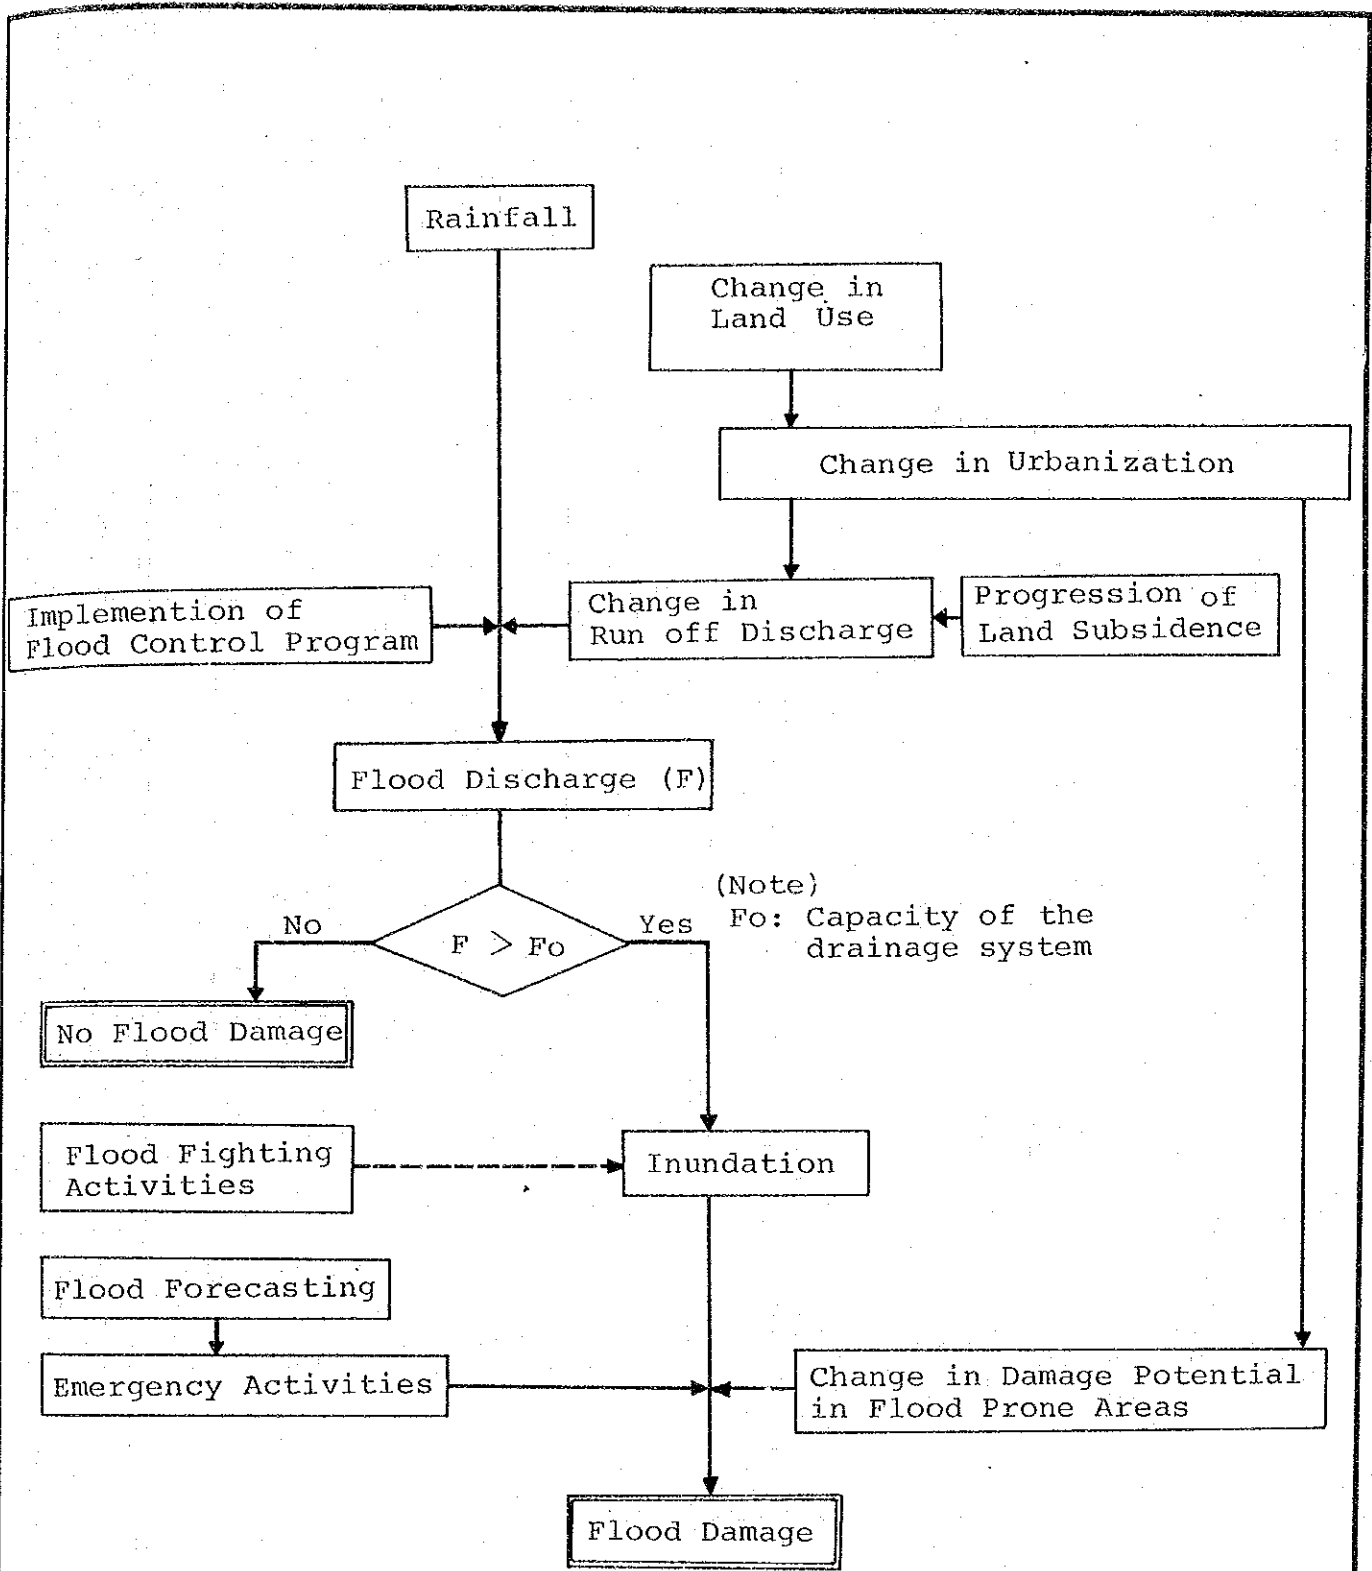 Rainfall
Change in
Land Use
Change in Urbanization
Implemention of
Flood Control Program
Change in
Run off Discharge
Progression of
Land Subsidence
Flood Discharge (F)
(Note)
Fo: Capacity of the
drainage system
No
F > Fo
Yes
No Flood Damage
Flood Fighting
Activities
Inundation
Flood Forecasting
Emergency Activities
Change in Damage Potential
in Flood Prone Areas
Flood Damage